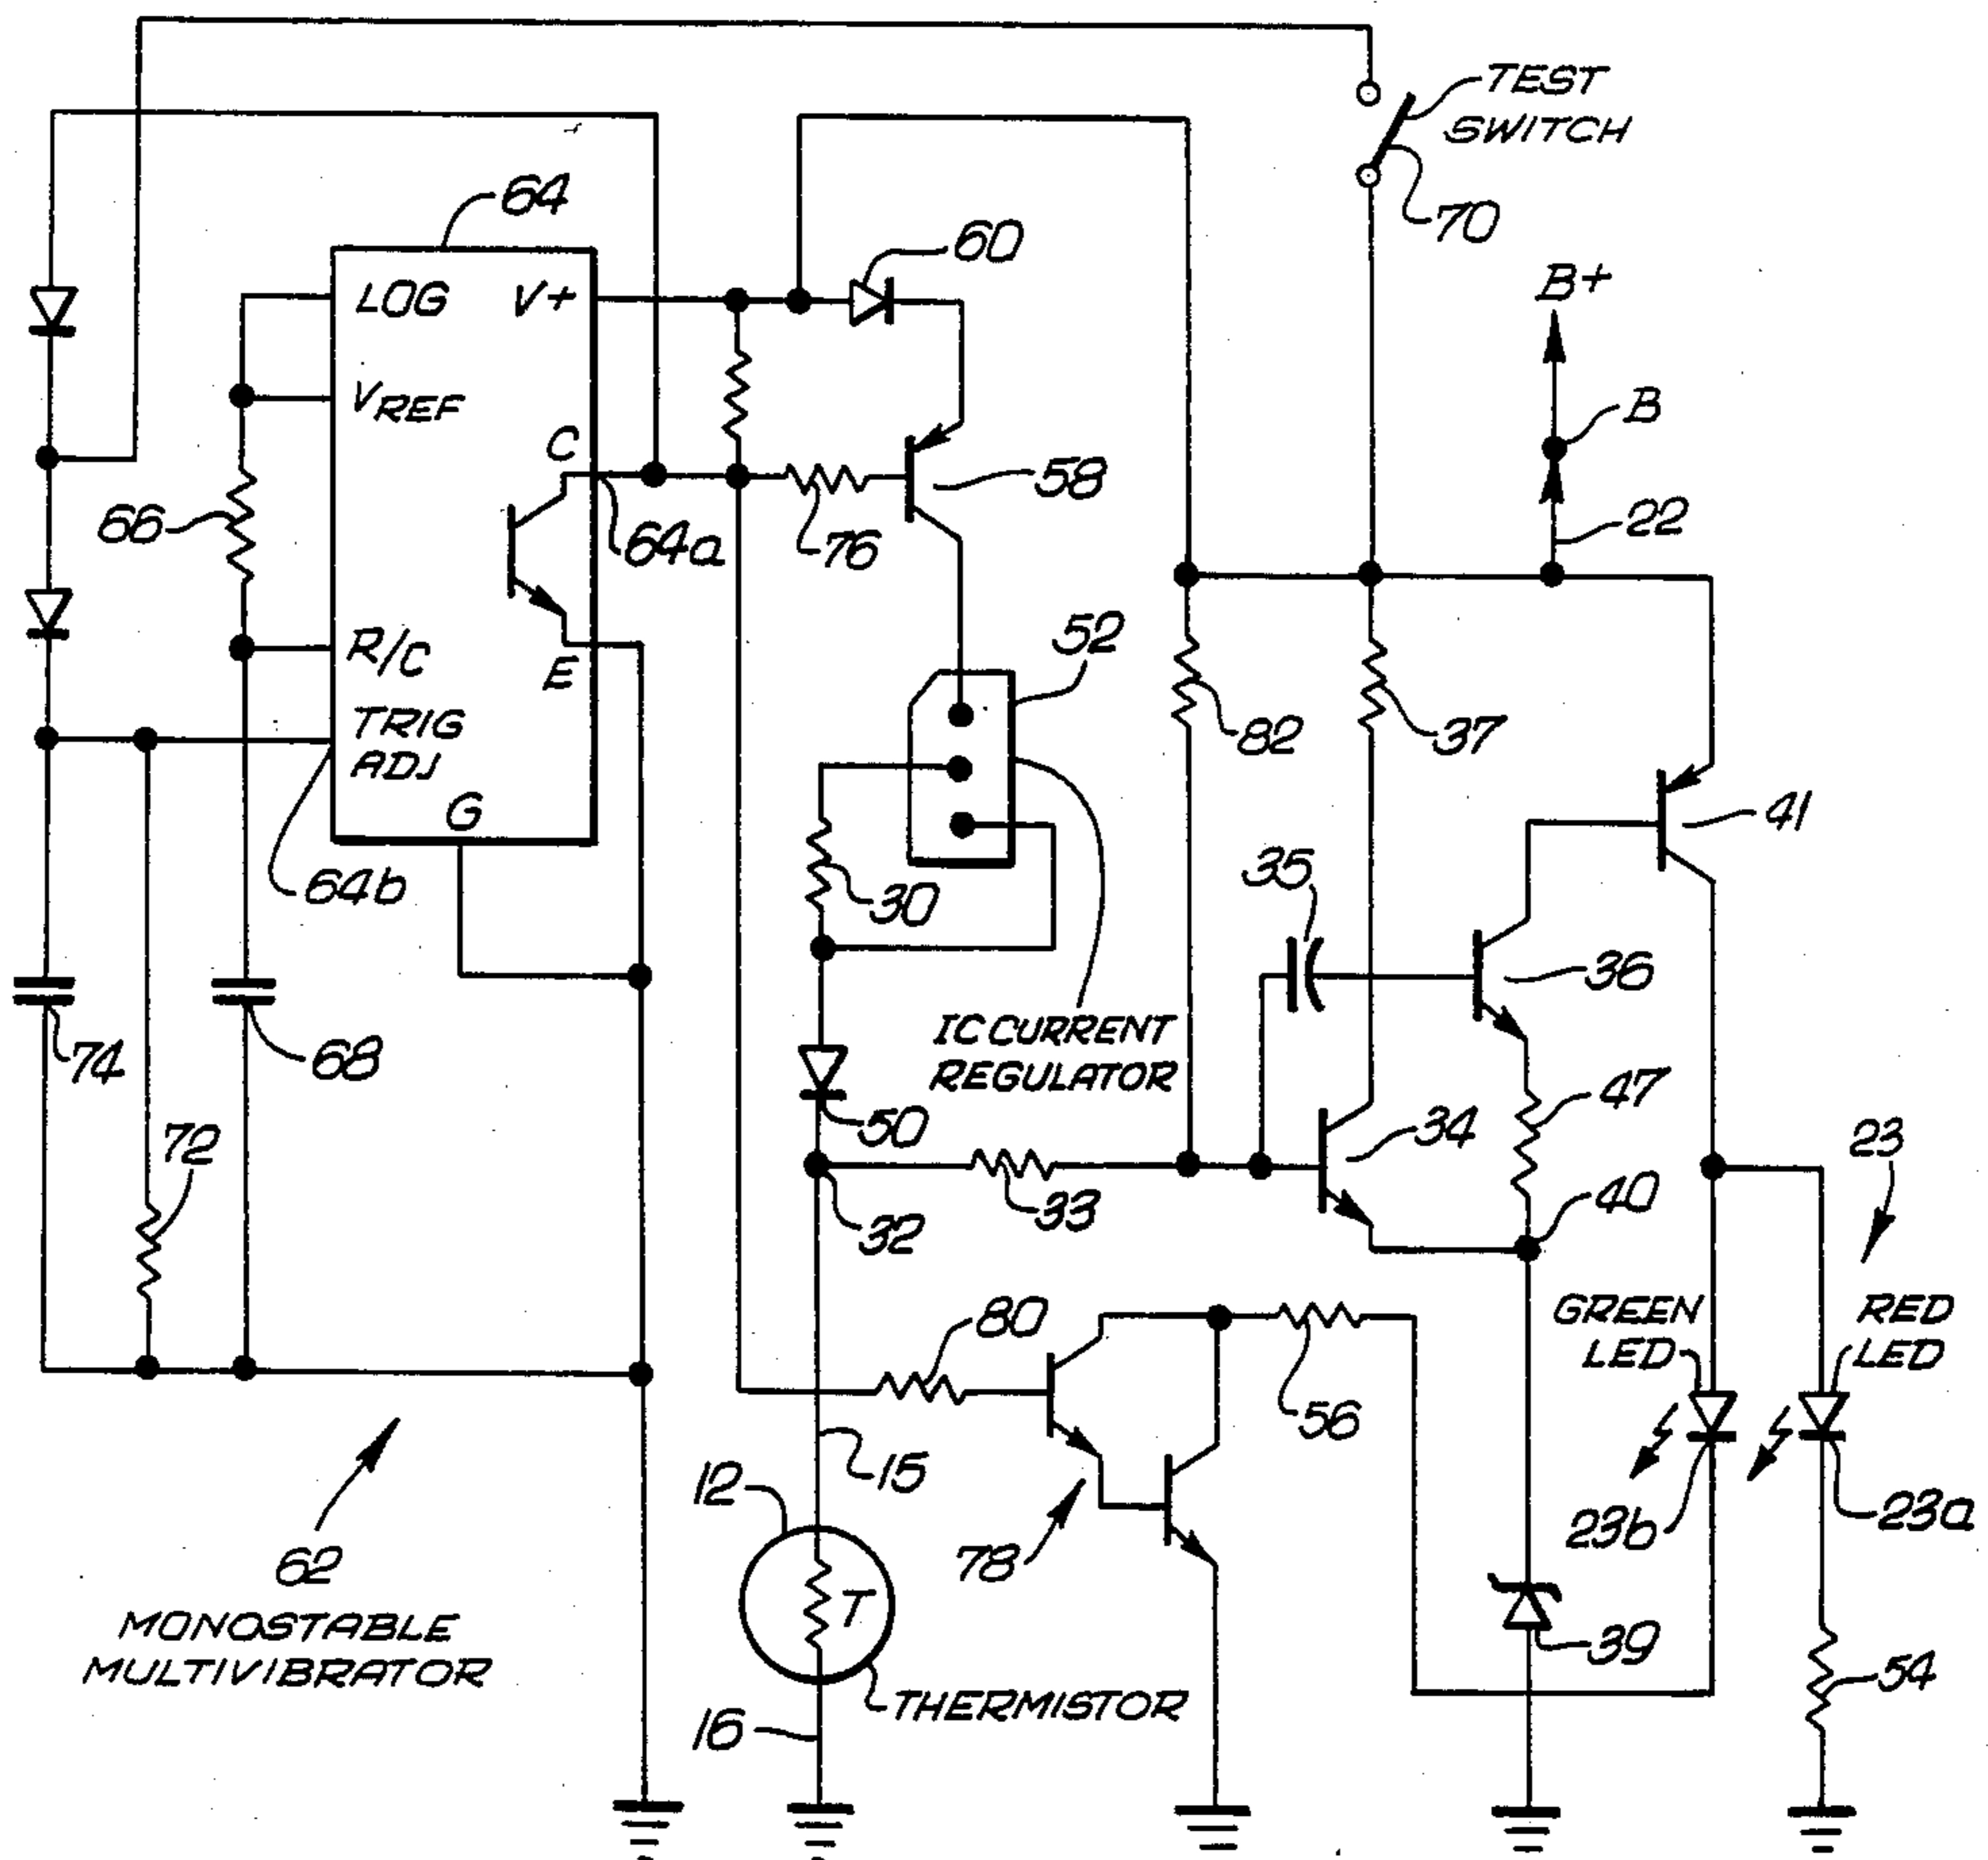 TEST
SWITCH
70
64
60
B+
LOG
V+
VREF
B
C
58
66
64a
76
22
R/C
E
52
TRIG
ADJ
82
37
G
41
64b
30
35
36
IC CURRENT
REGULATOR
74
68
50
47
72
34
23
32
33
40
80
GREEN
LED
RED
LED
56
15
12
78
23b
23a
62
T
MONOSTABLE
MULTIVIBRATOR
39
54
THERMISTOR
16